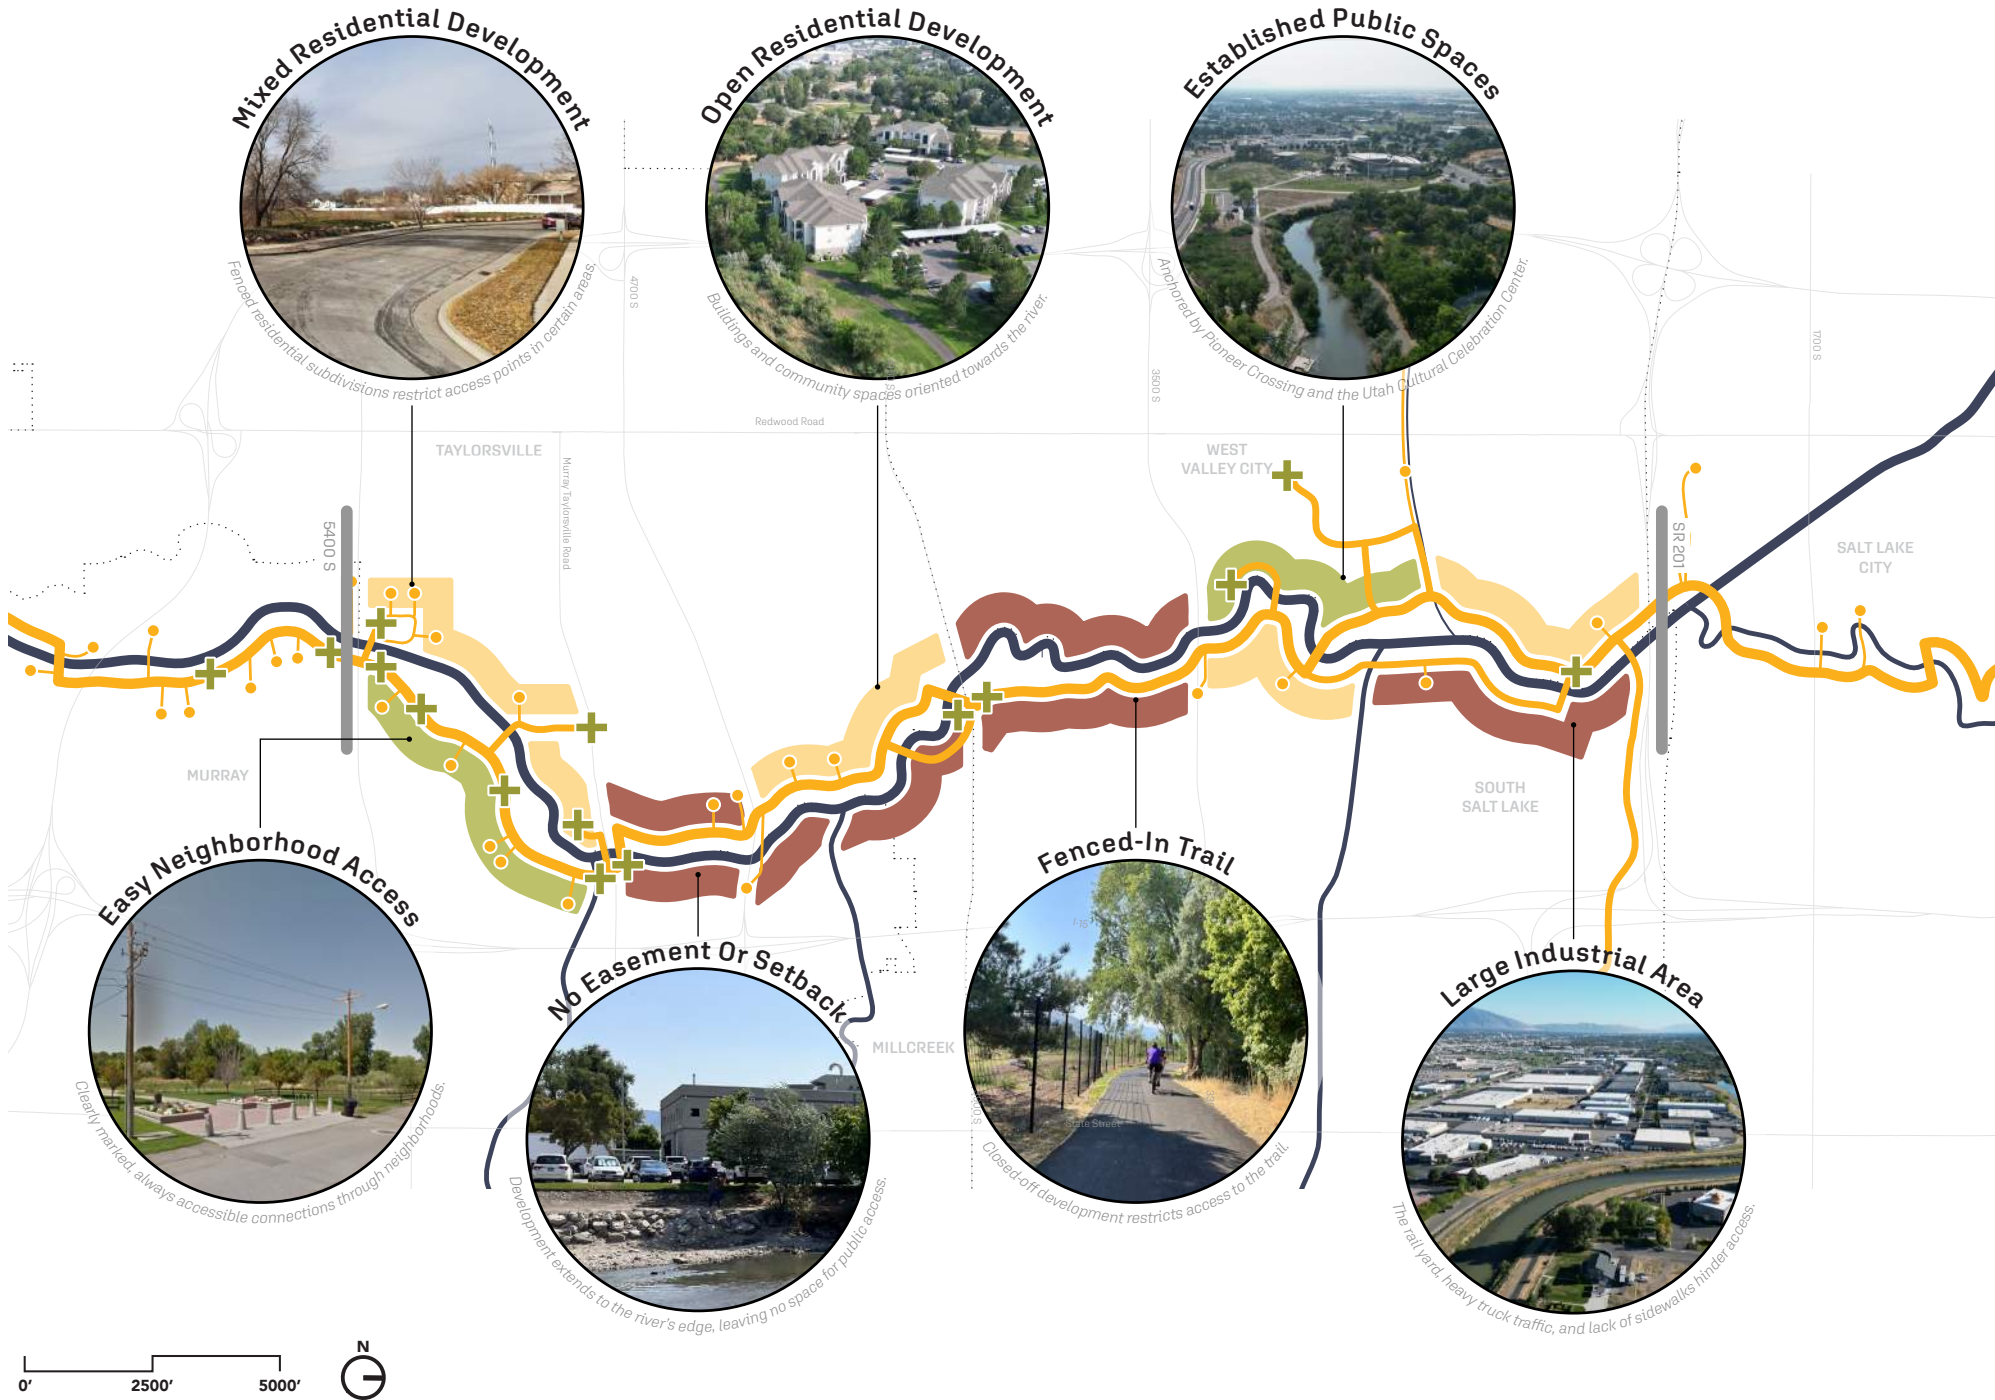 Mixed Residential Development
Fenced residential subdivisions restrict access points in certain areas.
Open Residential Development
Buildings and community spaces oriented towards the river.
Established Public Spaces
Anchored by Pioneer Crossing and the Utah Cultural Celebration Center.
4700 S
3500 S
1700 S
Redwood Road
TAYLORSVILLE
Murray Taylorsville Road
WEST
VALLEY CITY
5400 S
SR 201
SALT LAKE
CITY
MURRAY
SOUTH
SALT LAKE
MILLCREEK
Easy Neighborhood Access
Clearly marked, always accessible connections through neighborhoods.
No Easement Or Setback
Development extends to the river's edge, leaving no space for public access.
Fenced-In Trail
I-15
State Street
Closed-off development restricts access to the trail.
Large Industrial Area
The rail yard, heavy truck traffic, and lack of sidewalks hinder access.
0'
2500'
5000'
N